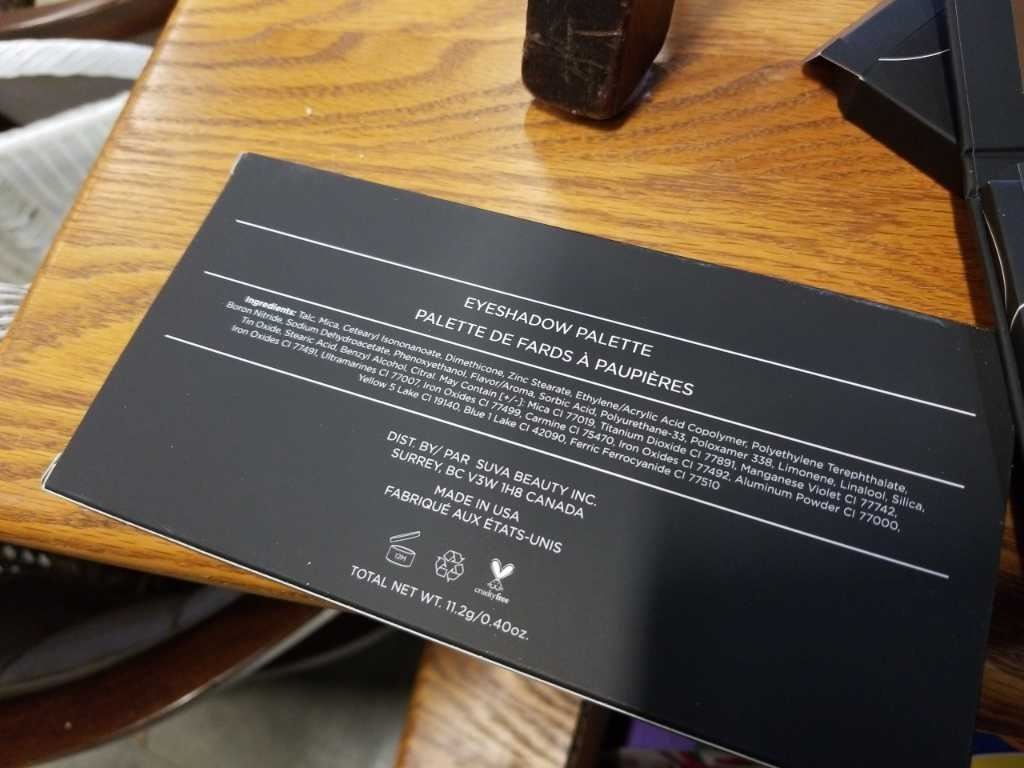 EYESHADOW PALETTE
PALETTE DE FARDS À PAUPIÈRES
Ingredients: Talc, Mica, Cetearyl Isononanoate, Dimethicone, Zinc Stearate, Ethylene/Acrylic Acid Copolymer, Polyethylene Terephthalate,
Boron Nitride, Sodium Dehydroacetate, Phenoxyethanol, Flavor/Aroma, Sorbic Acid, Polyurethane-33, Poloxamer 338, Limonene, Linalool, Silica,
Tin Oxide, Stearic Acid, Benzyl Alcohol, Citral. May Contain [+/-]: Mica CI 77019, Titanium Dioxide CI 77891, Manganese Violet CI 77742,
Iron Oxides CI 77491, Ultramarines CI 77007, Iron Oxides CI 77499, Carmine CI 75470, Iron Oxides CI 77492, Aluminum Powder CI 77000,
Yellow 5 Lake CI 19140, Blue 1 Lake CI 42090, Ferric Ferrocyanide CI 77510
DIST. BY/ PAR SUVA BEAUTY INC.
SURREY, BC V3W 1H8 CANADA
MADE IN USA
FABRIQUÉ AUX ÉTATS-UNIS
12M
crueltyfree
TOTAL NET WT. 11.2g/0.40oz.